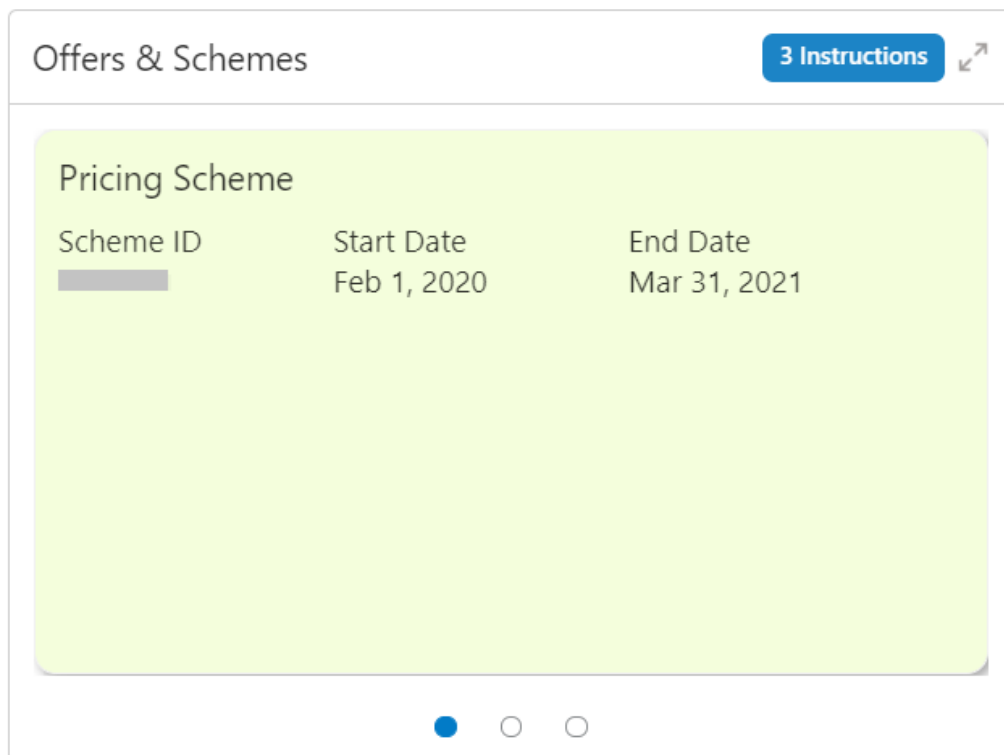 Offers & Schemes
3 Instructions
Pricing Scheme
Scheme ID Start Date End Date
Feb 1, 2020 Mar 31, 2021